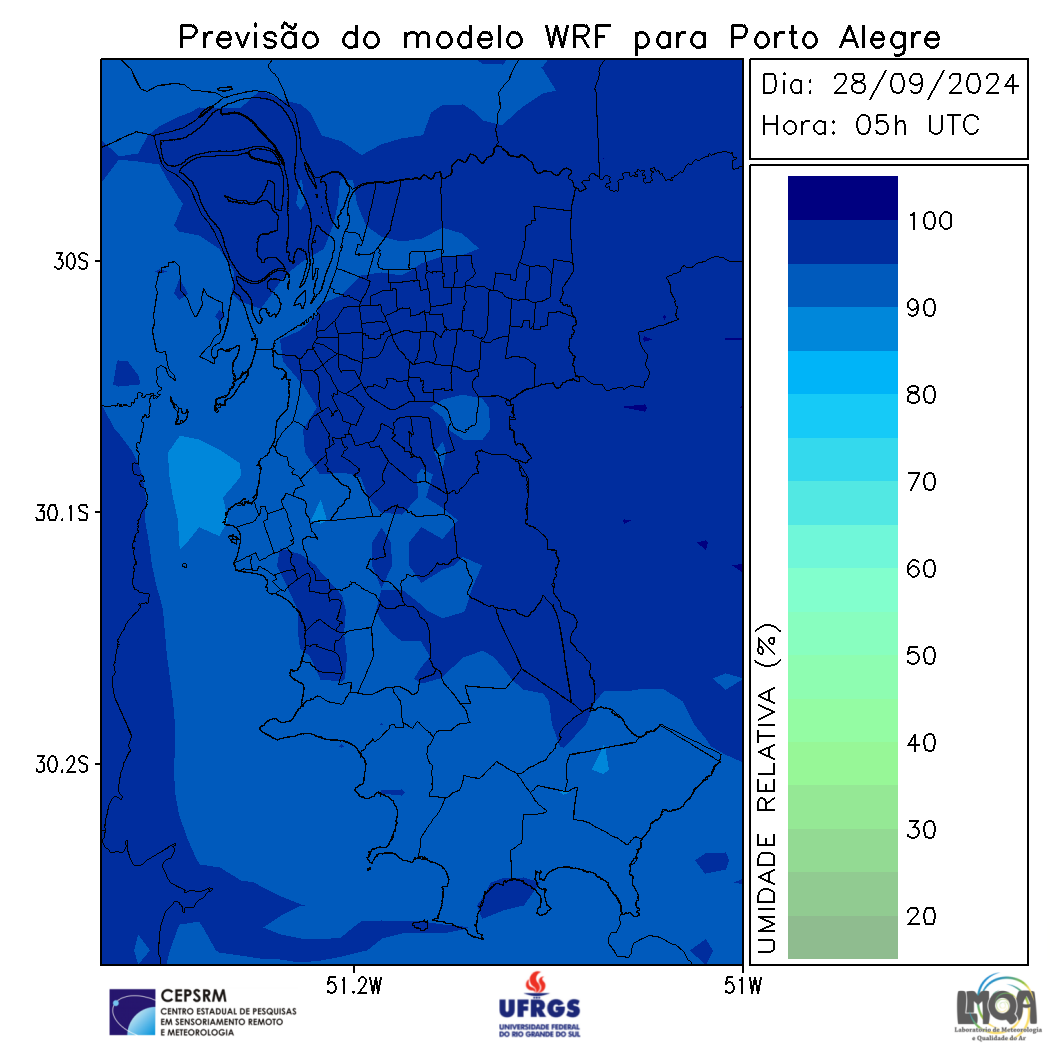 Previsão do modelo WRF para Porto Alegre
Dia: 28/09/2024
Hora: 05h UTC
30S
30.1S
30.2S
51.2W
51W
100
90
80
70
60
50
40
30
20
UMIDADE RELATIVA (%)
CEPSRM
CENTRO ESTADUAL DE PESQUISAS
EM SENSORIAMENTO REMOTO
E METEOROLOGIA
UFRGS
UNIVERSIDADE FEDERAL
DO RIO GRANDE DO SUL
LMQA
Laboratório de Meteorologia
e Qualidade do Ar